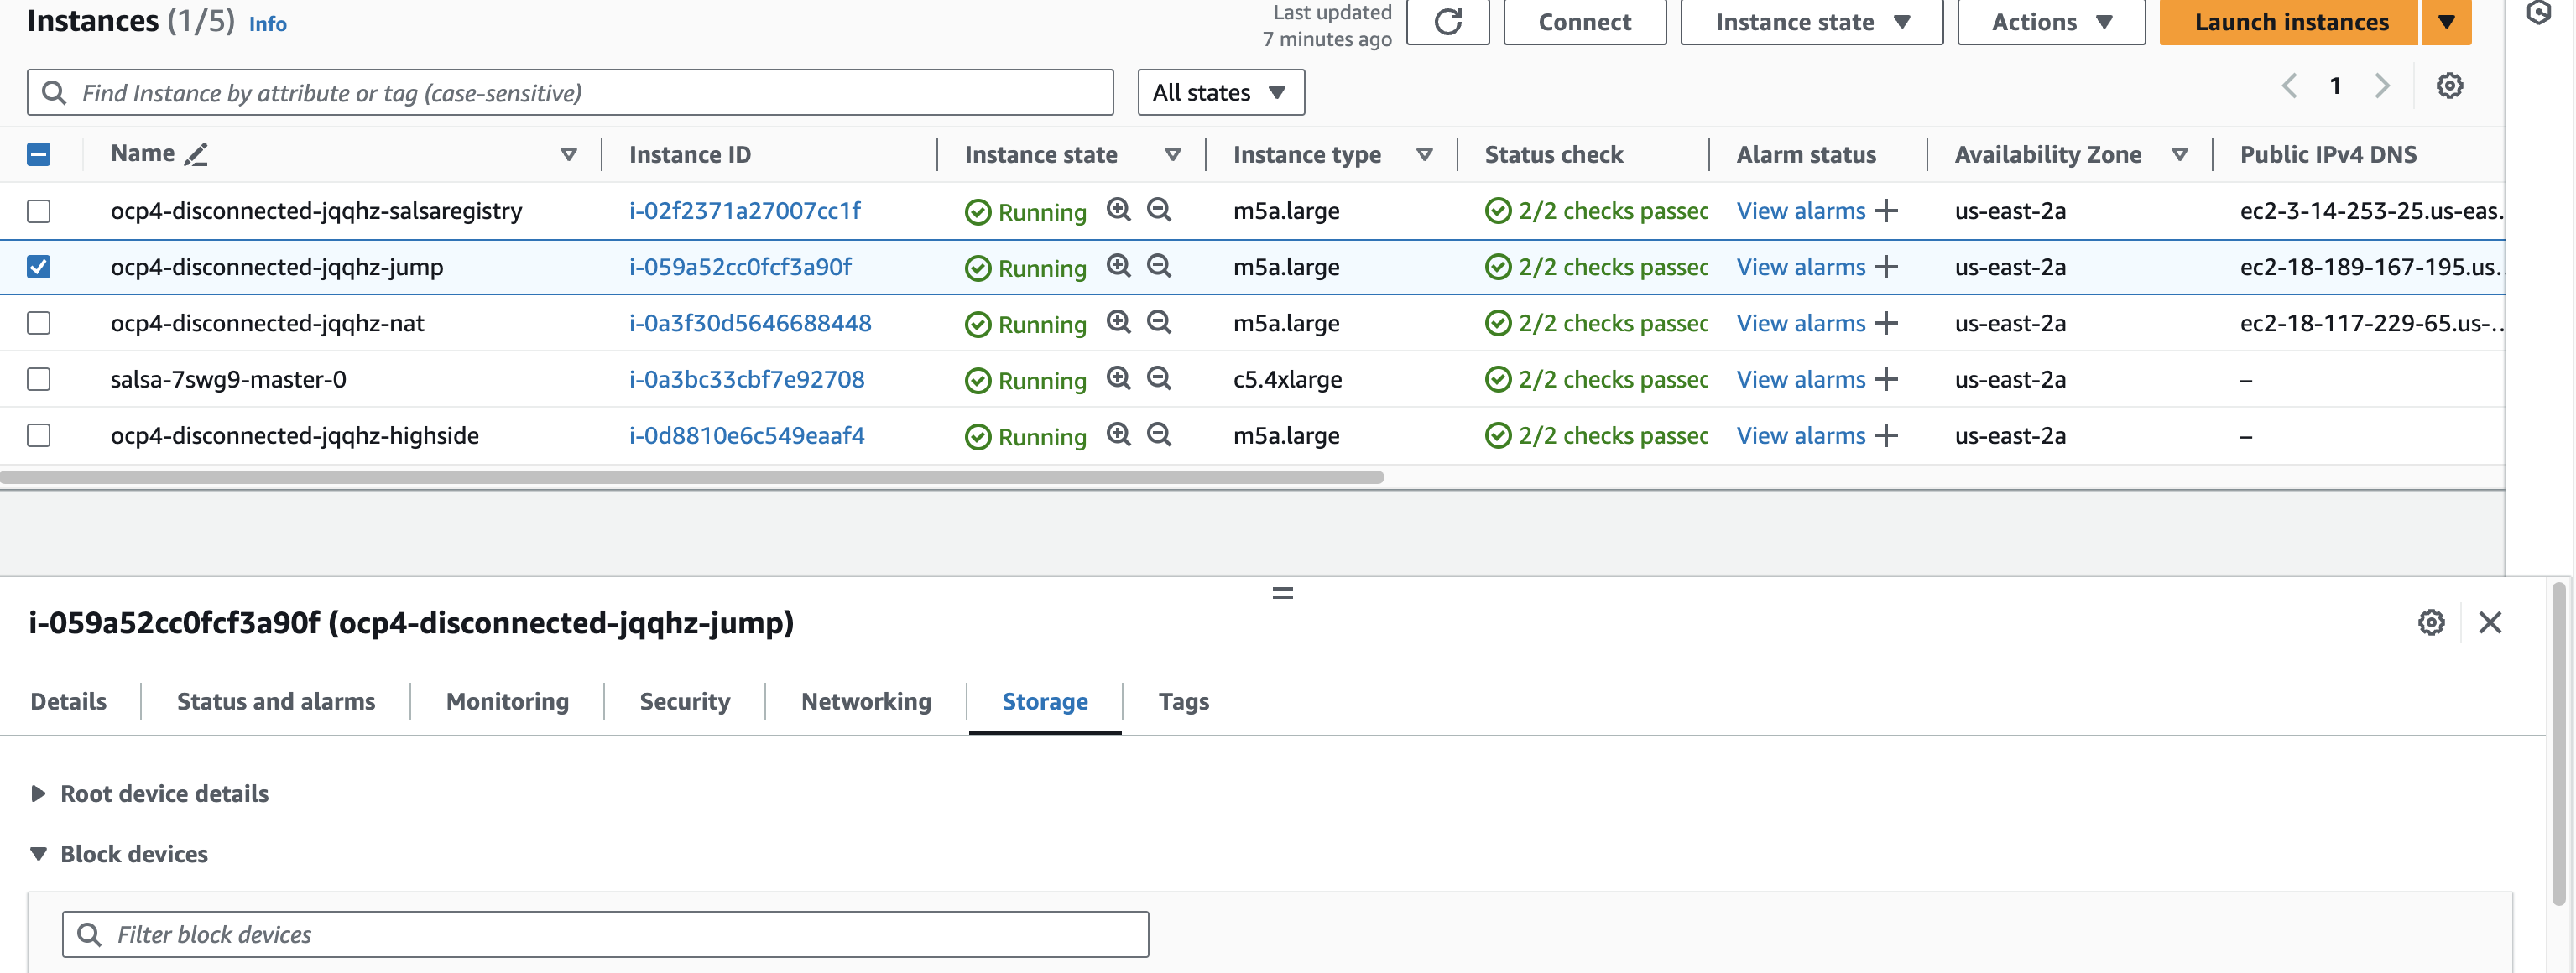 Instances (1/5) Info
Last updated
7 minutes ago
Connect
Instance state
Actions
Launch instances
Find Instance by attribute or tag (case-sensitive)
All states
1
Name Instance ID Instance state Instance type Status check Alarm status Availability Zone Public IPv4 DNS
ocp4-disconnected-jqqhz-salsaregistry i-02f2371a27007cc1f Running m5a.large 2/2 checks passec View alarms + us-east-2a ec2-3-14-253-25.us-eas.
ocp4-disconnected-jqqhz-jump i-059a52cc0fcf3a90f Running m5a.large 2/2 checks passec View alarms + us-east-2a ec2-18-189-167-195.us.
ocp4-disconnected-jqqhz-nat i-0a3f30d5646688448 Running m5a.large 2/2 checks passec View alarms + us-east-2a ec2-18-117-229-65.us-..
salsa-7swg9-master-0 i-0a3bc33cbf7e92708 Running c5.4xlarge 2/2 checks passec View alarms + us-east-2a –
ocp4-disconnected-jqqhz-highside i-0d8810e6c549eaaf4 Running m5a.large 2/2 checks passec View alarms + us-east-2a –
i-059a52cc0fcf3a90f (ocp4-disconnected-jqqhz-jump)
Details Status and alarms Monitoring Security Networking Storage Tags
Root device details
Block devices
Filter block devices